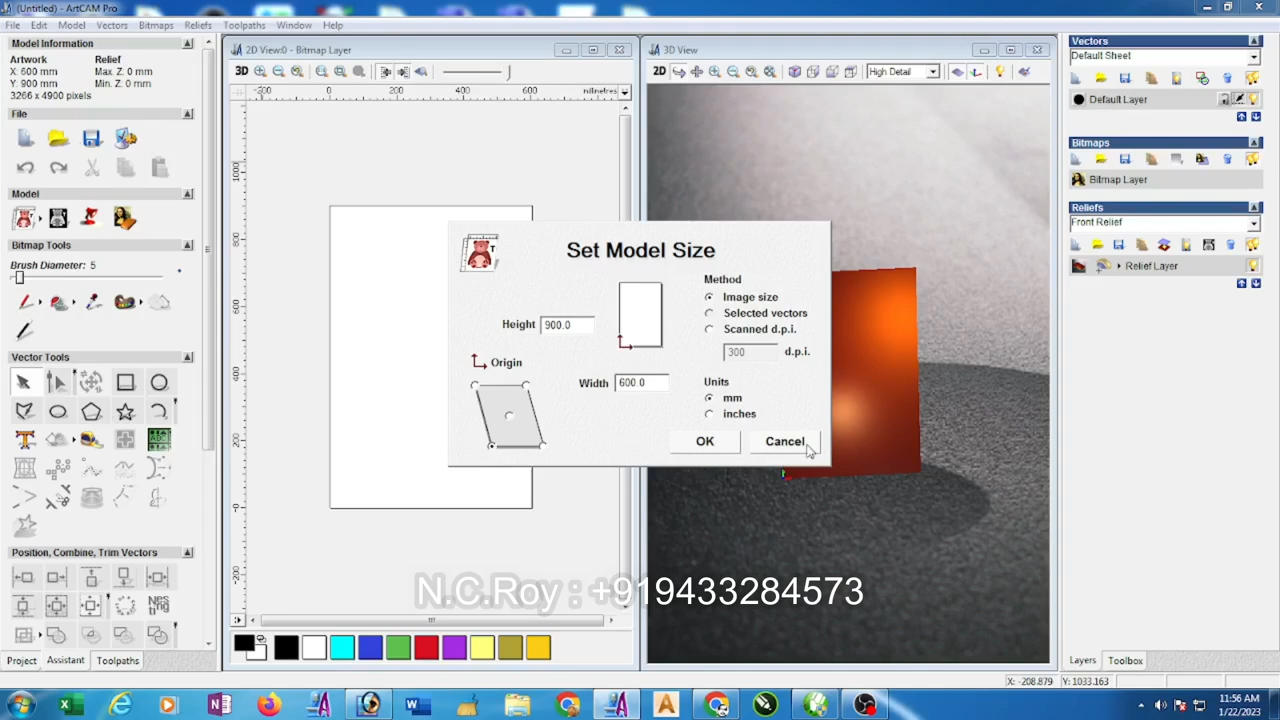 (Untitled) - ArtCAM Pro
File Edit Model Vectors Bitmaps Reliefs Toolpaths Window Help
Model Information
Artwork Relief
X: 600 mm Max. Z: 0 mm
Y: 900 mm Min. Z: 0 mm
3266 x 4900 pixels
File
Model
Bitmap Tools
Brush Diameter: 5
Vector Tools
Position, Combine, Trim Vectors
Project Assistant Toolpaths
2D View:0 - Bitmap Layer
3D
-200 0 200 400 600 millimetres
1000
800
600
400
200
-0
-200
3D View
2D High Detail
Set Model Size
Height 900.0
Origin
Width 600.0
Method
Image size
Selected vectors
Scanned d.p.i.
300 d.p.i.
Units
mm
inches
OK Cancel
N.C.Roy : +919433284573
Vectors
Default Sheet
Default Layer
Bitmaps
Bitmap Layer
Reliefs
Front Relief
Relief Layer
Layers Toolbox
X: -208.879 Y: 1033.163
11:56 AM
1/22/2023